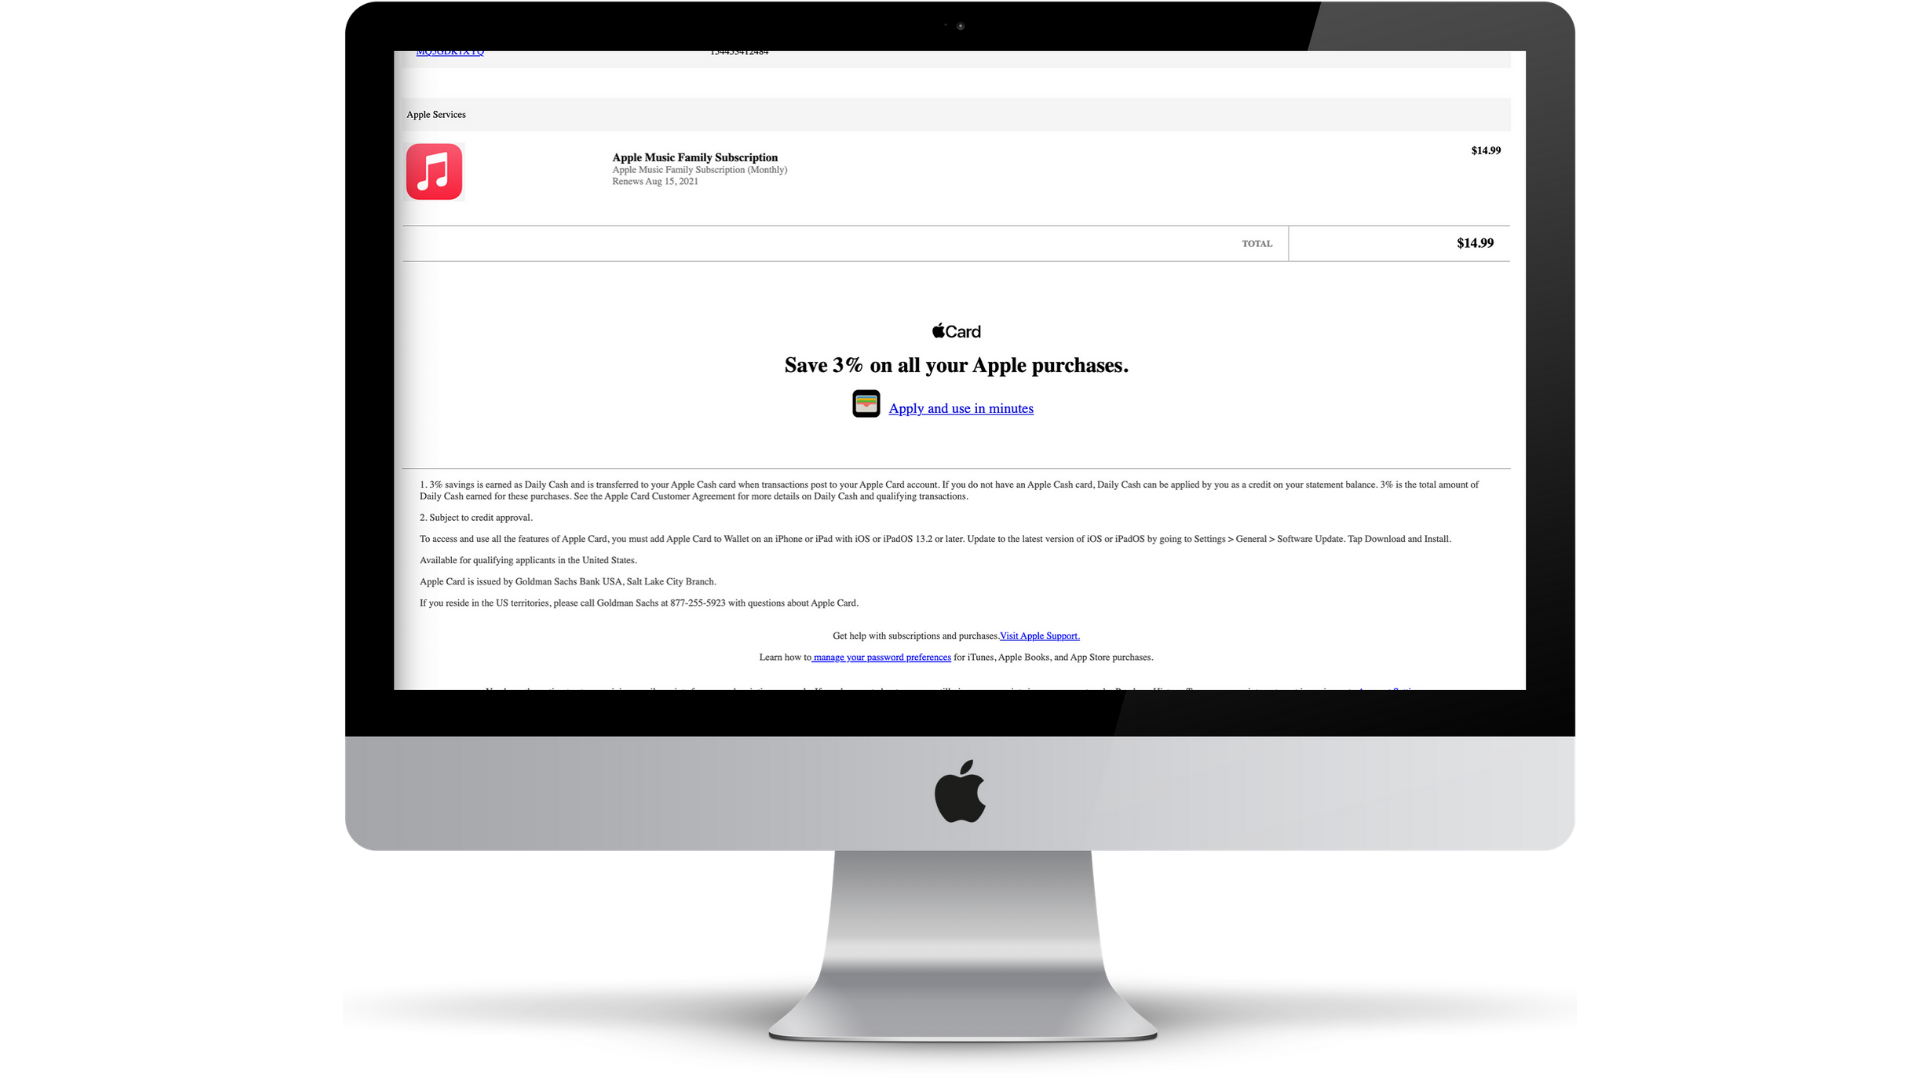 Apple Services
Apple Music Family Subscription
$14.99
Apple Music Family Subscription (Monthly)
Renews Aug 15, 2021
TOTAL
$14.99
Card
Save 3% on all your Apple purchases.
Apply and use in minutes
1. 3% savings is earned as Daily Cash and is transferred to your Apple Cash card when transactions post to your Apple Card account. If you do not have an Apple Cash card, Daily Cash can be applied by you as a credit on your statement balance. 3% is the total amount of
Daily Cash earned for these purchases. See the Apple Card Customer Agreement for more details on Daily Cash and qualifying transactions.
2. Subject to credit approval.
To access and use all the features of Apple Card, you must add Apple Card to Wallet on an iPhone or iPad with iOS or iPadOS 13.2 or later. Update to the latest version of iOS or iPadOS by going to Settings > General > Software Update. Tap Download and Install.
Available for qualifying applicants in the United States.
Apple Card is issued by Goldman Sachs Bank USA, Salt Lake City Branch.
If you reside in the US territories, please call Goldman Sachs at 877-255-5923 with questions about Apple Card.
Get help with subscriptions and purchases.Visit Apple Support.
Learn how to manage your password preferences for iTunes, Apple Books, and App Store purchases.